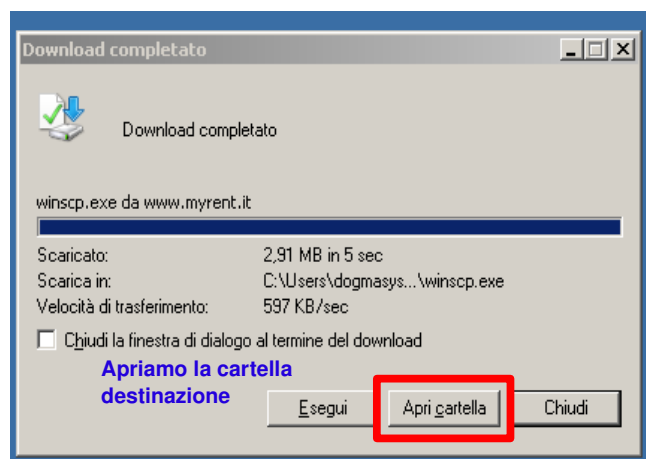 Download completato
Download completato
winscp.exe da www.myrent.it
Scaricato: 2,91 MB in 5 sec
Scarica in: C:\Users\dogmasys...\winscp.exe
Velocità di trasferimento: 597 KB/sec
Chiudi la finestra di dialogo al termine del download
Apriamo la cartella
destinazione
Esegui Apri cartella Chiudi